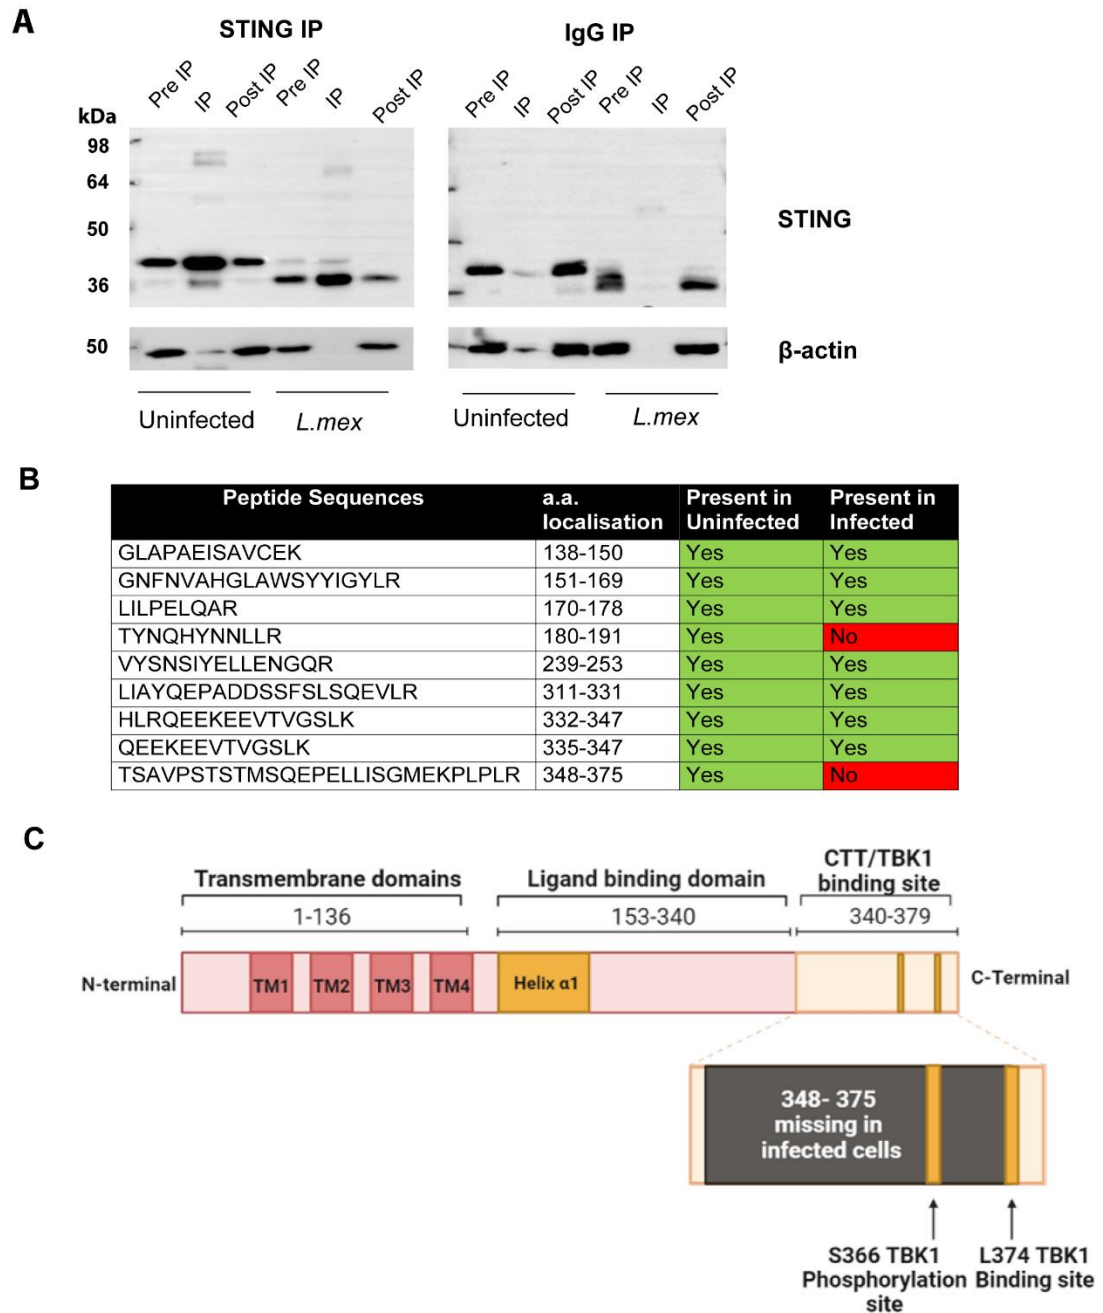 A
STING IP
IgG IP
Pre IP
IP
Post IP
Pre IP
IP
Post IP
Pre IP
IP
Post IP
Pre IP
IP
Post IP
kDa
98
64
50
36
STING
50
β-actin
Uninfected
L.mex
Uninfected
L.mex
B
Peptide Sequences a.a. localisation Present in Uninfected Present in Infected
GLAPAEISAVCEK 138-150 Yes Yes
GNFNVAHGLAWSYYIGYLR 151-169 Yes Yes
LILPELQAR 170-178 Yes Yes
TYNQHYNNLLR 180-191 Yes No
VYSNSIYELLENGQR 239-253 Yes Yes
LIAYQEPADDSSFSLSQEVLR 311-331 Yes Yes
HLRQEEKEEVTVGSLK 332-347 Yes Yes
QEEKEEVTVGSLK 335-347 Yes Yes
TSAVPSTSTMSQEPELLISGMEKPLPLR 348-375 Yes No
C
Transmembrane domains
1-136
Ligand binding domain
153-340
CTT/TBK1
binding site
340-379
N-terminal
TM1
TM2
TM3
TM4
Helix α1
C-Terminal
348- 375
missing in
infected cells
S366 TBK1
Phosphorylation
site
L374 TBK1
Binding site